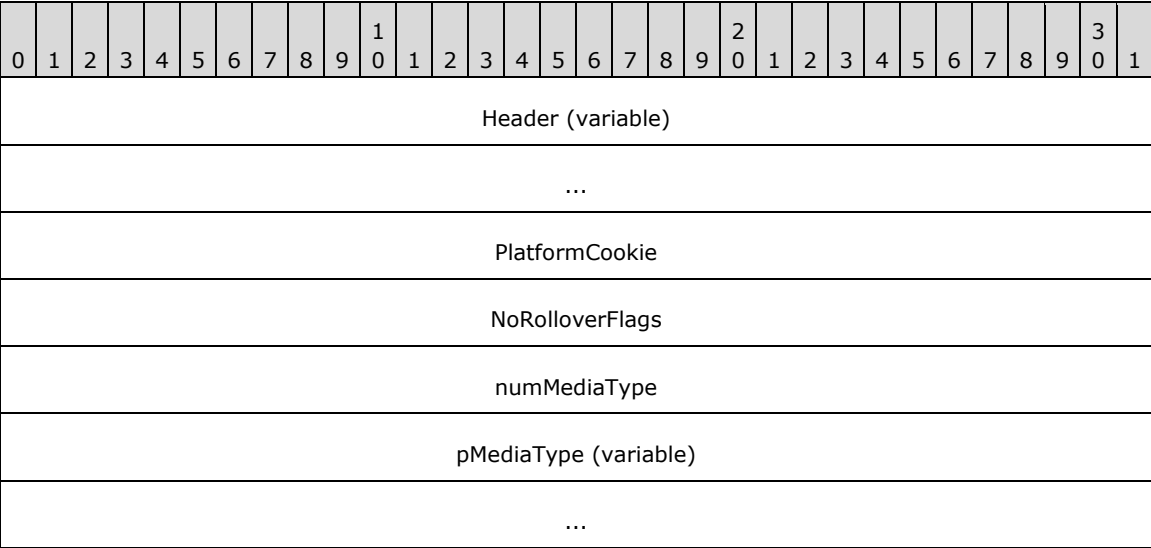 1 2 3
0 1 2 3 4 5 6 7 8 9 0 1 2 3 4 5 6 7 8 9 0 1 2 3 4 5 6 7 8 9 0 1
Header (variable)
...
PlatformCookie
NoRolloverFlags
numMediaType
pMediaType (variable)
...